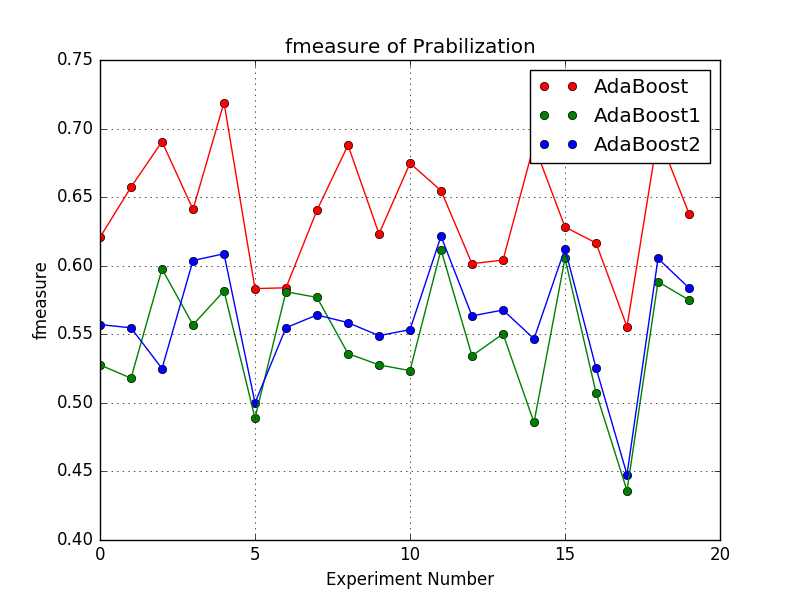 fmeasure of Prabilization
0.75
0.70
0.65
0.60
0.55
0.50
0.45
0.40
fmeasure
AdaBoost
AdaBoost1
AdaBoost2
0 5 10 15 20
Experiment Number